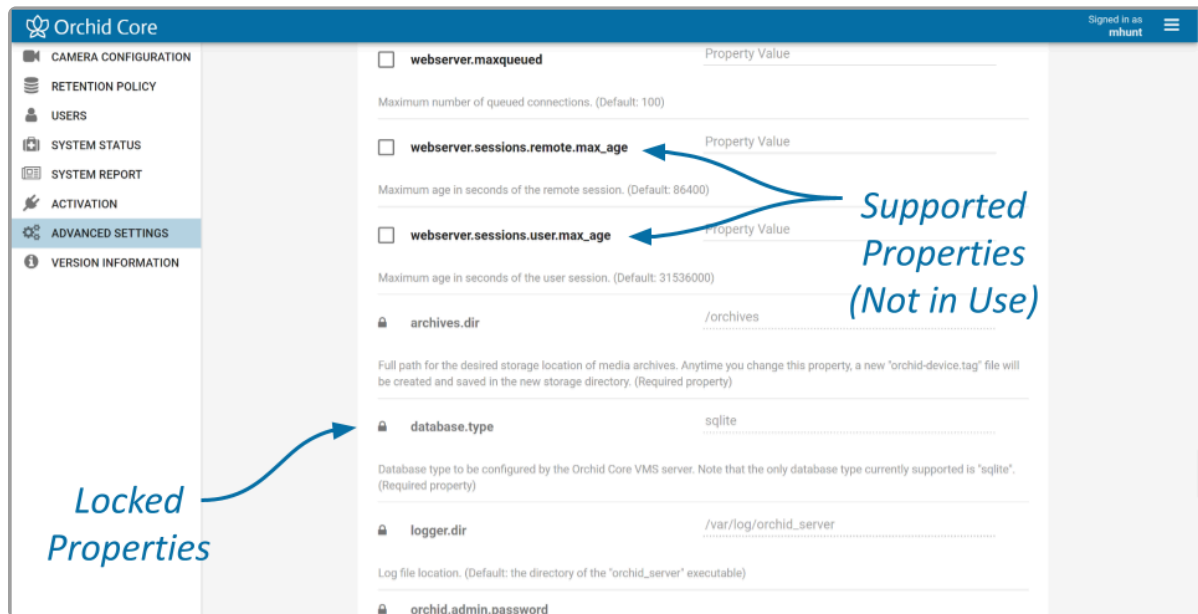 Orchid Core
Signed in as
mhunt
CAMERA CONFIGURATION
RETENTION POLICY
USERS
SYSTEM STATUS
SYSTEM REPORT
ACTIVATION
ADVANCED SETTINGS
VERSION INFORMATION
webserver.maxqueued
Property Value
Maximum number of queued connections. (Default: 100)
webserver.sessions.remote.max_age
Property Value
Maximum age in seconds of the remote session. (Default: 86400)
webserver.sessions.user.max_age
Property Value
Maximum age in seconds of the user session. (Default: 31536000)
Supported
Properties
(Not in Use)
archives.dir
/orchives
Full path for the desired storage location of media archives. Anytime you change this property, a new "orchid-device.tag" file will
be created and saved in the new storage directory. (Required property)
database.type
sqlite
Database type to be configured by the Orchid Core VMS server. Note that the only database type currently supported is "sqlite".
(Required property)
Locked
Properties
logger.dir
/var/log/orchid_server
Log file location. (Default: the directory of the "orchid_server" executable)
orchid.admin.password